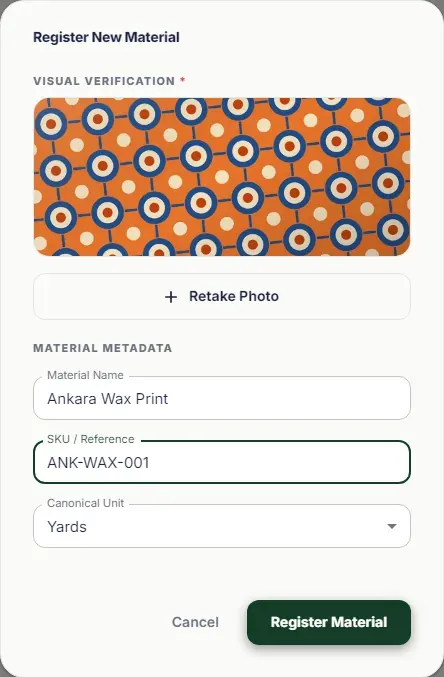 Register New Material
VISUAL VERIFICATION *
+ Retake Photo
MATERIAL METADATA
Material Name
Ankara Wax Print
SKU / Reference
ANK-WAX-001
Canonical Unit
Yards
Cancel
Register Material